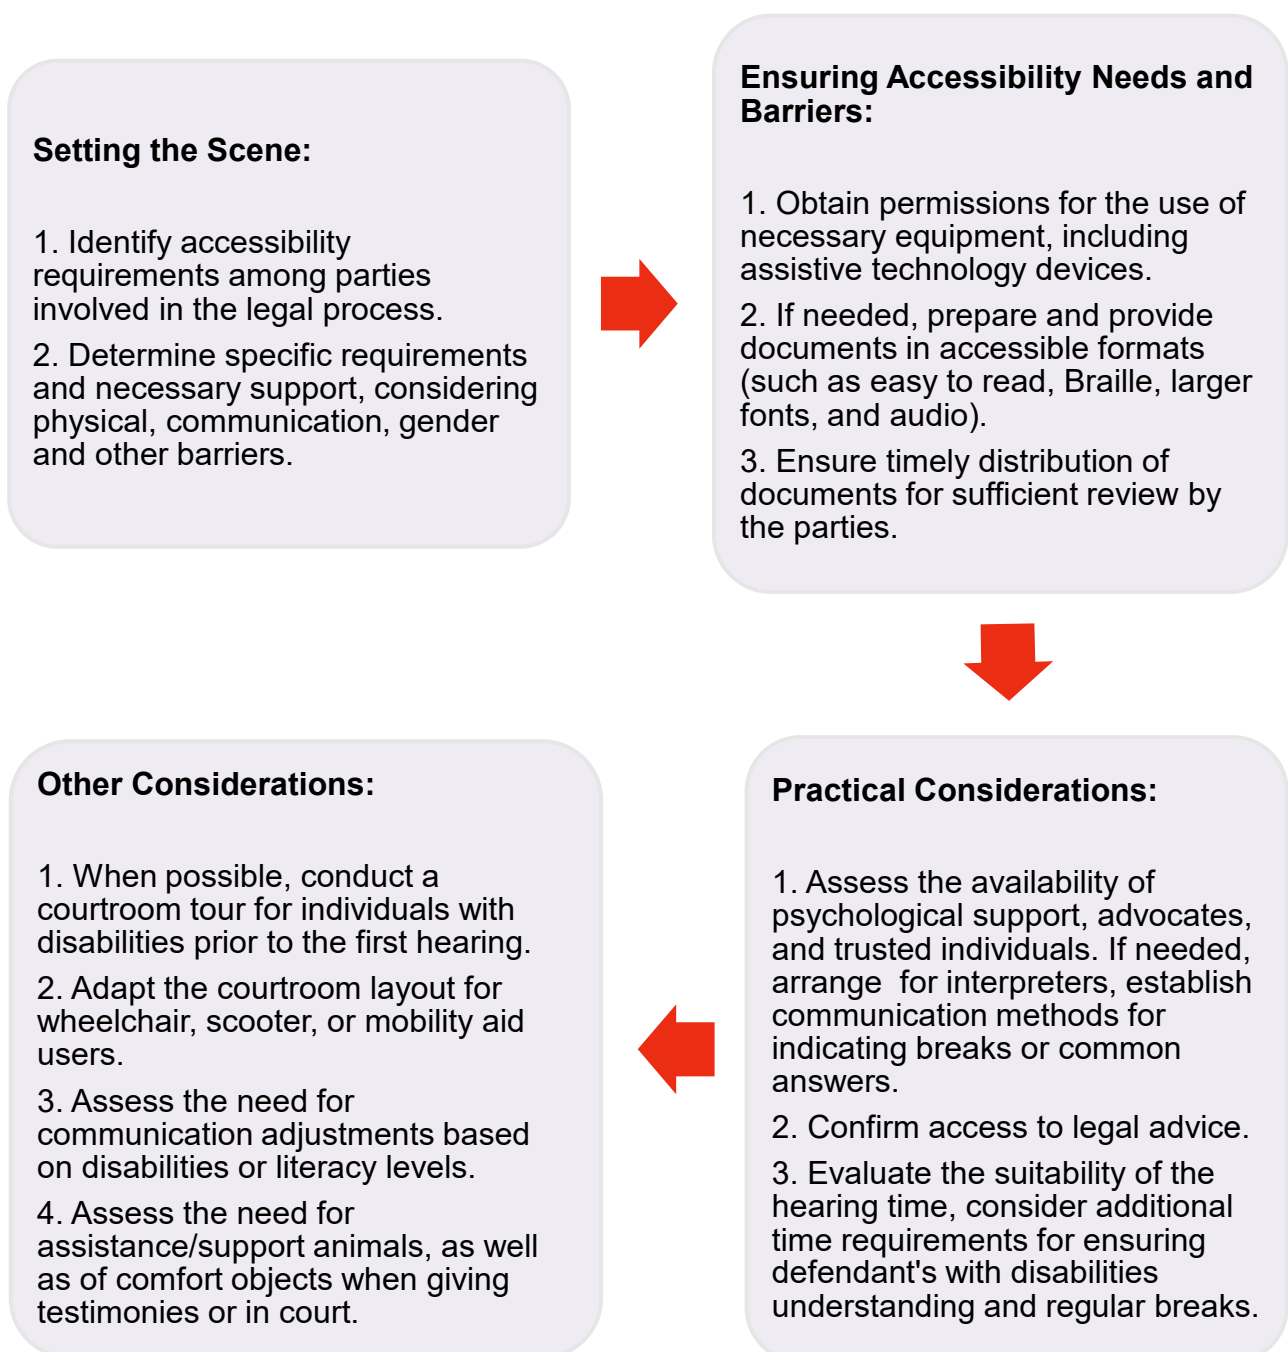 Setting the Scene:
1. Identify accessibility
requirements among parties
involved in the legal process.
2. Determine specific requirements
and necessary support, considering
physical, communication, gender
and other barriers.
Ensuring Accessibility Needs and
Barriers:
1. Obtain permissions for the use of
necessary equipment, including
assistive technology devices.
2. If needed, prepare and provide
documents in accessible formats
(such as easy to read, Braille, larger
fonts, and audio).
3. Ensure timely distribution of
documents for sufficient review by
the parties.
Practical Considerations:
1. Assess the availability of
psychological support, advocates,
and trusted individuals. If needed,
arrange  for interpreters, establish
communication methods for
indicating breaks or common
answers.
2. Confirm access to legal advice.
3. Evaluate the suitability of the
hearing time, consider additional
time requirements for ensuring
defendant's with disabilities
understanding and regular breaks.
Other Considerations:
1. When possible, conduct a
courtroom tour for individuals with
disabilities prior to the first hearing.
2. Adapt the courtroom layout for
wheelchair, scooter, or mobility aid
users.
3. Assess the need for
communication adjustments based
on disabilities or literacy levels.
4. Assess the need for
assistance/support animals, as well
as of comfort objects when giving
testimonies or in court.